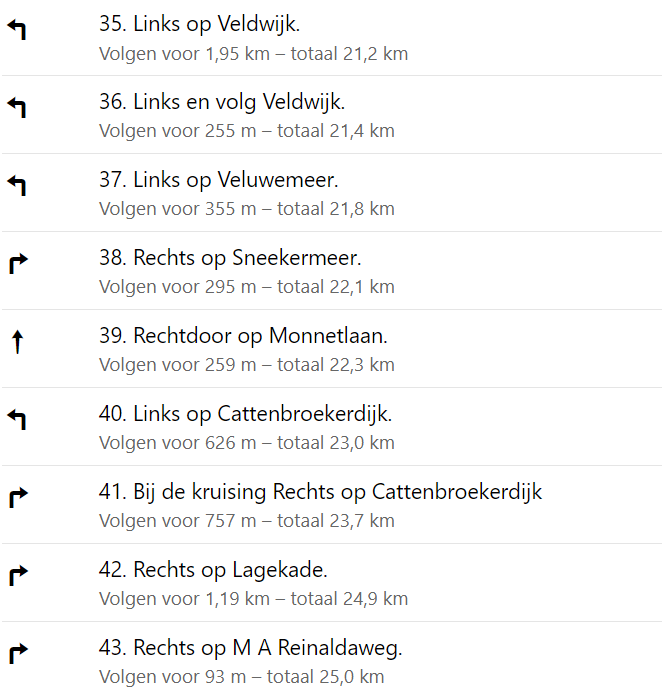 35. Links op Veldwijk.
Volgen voor 1,95 km – totaal 21,2 km
36. Links en volg Veldwijk.
Volgen voor 255 m – totaal 21,4 km
37. Links op Veluwemeer.
Volgen voor 355 m – totaal 21,8 km
38. Rechts op Sneekermeer.
Volgen voor 295 m – totaal 22,1 km
39. Rechtdoor op Monnetlaan.
Volgen voor 259 m – totaal 22,3 km
40. Links op Cattenbroekerdijk.
Volgen voor 626 m – totaal 23,0 km
41. Bij de kruising Rechts op Cattenbroekerdijk
Volgen voor 757 m – totaal 23,7 km
42. Rechts op Lagekade.
Volgen voor 1,19 km – totaal 24,9 km
43. Rechts op M A Reinaldaweg.
Volgen voor 93 m – totaal 25,0 km